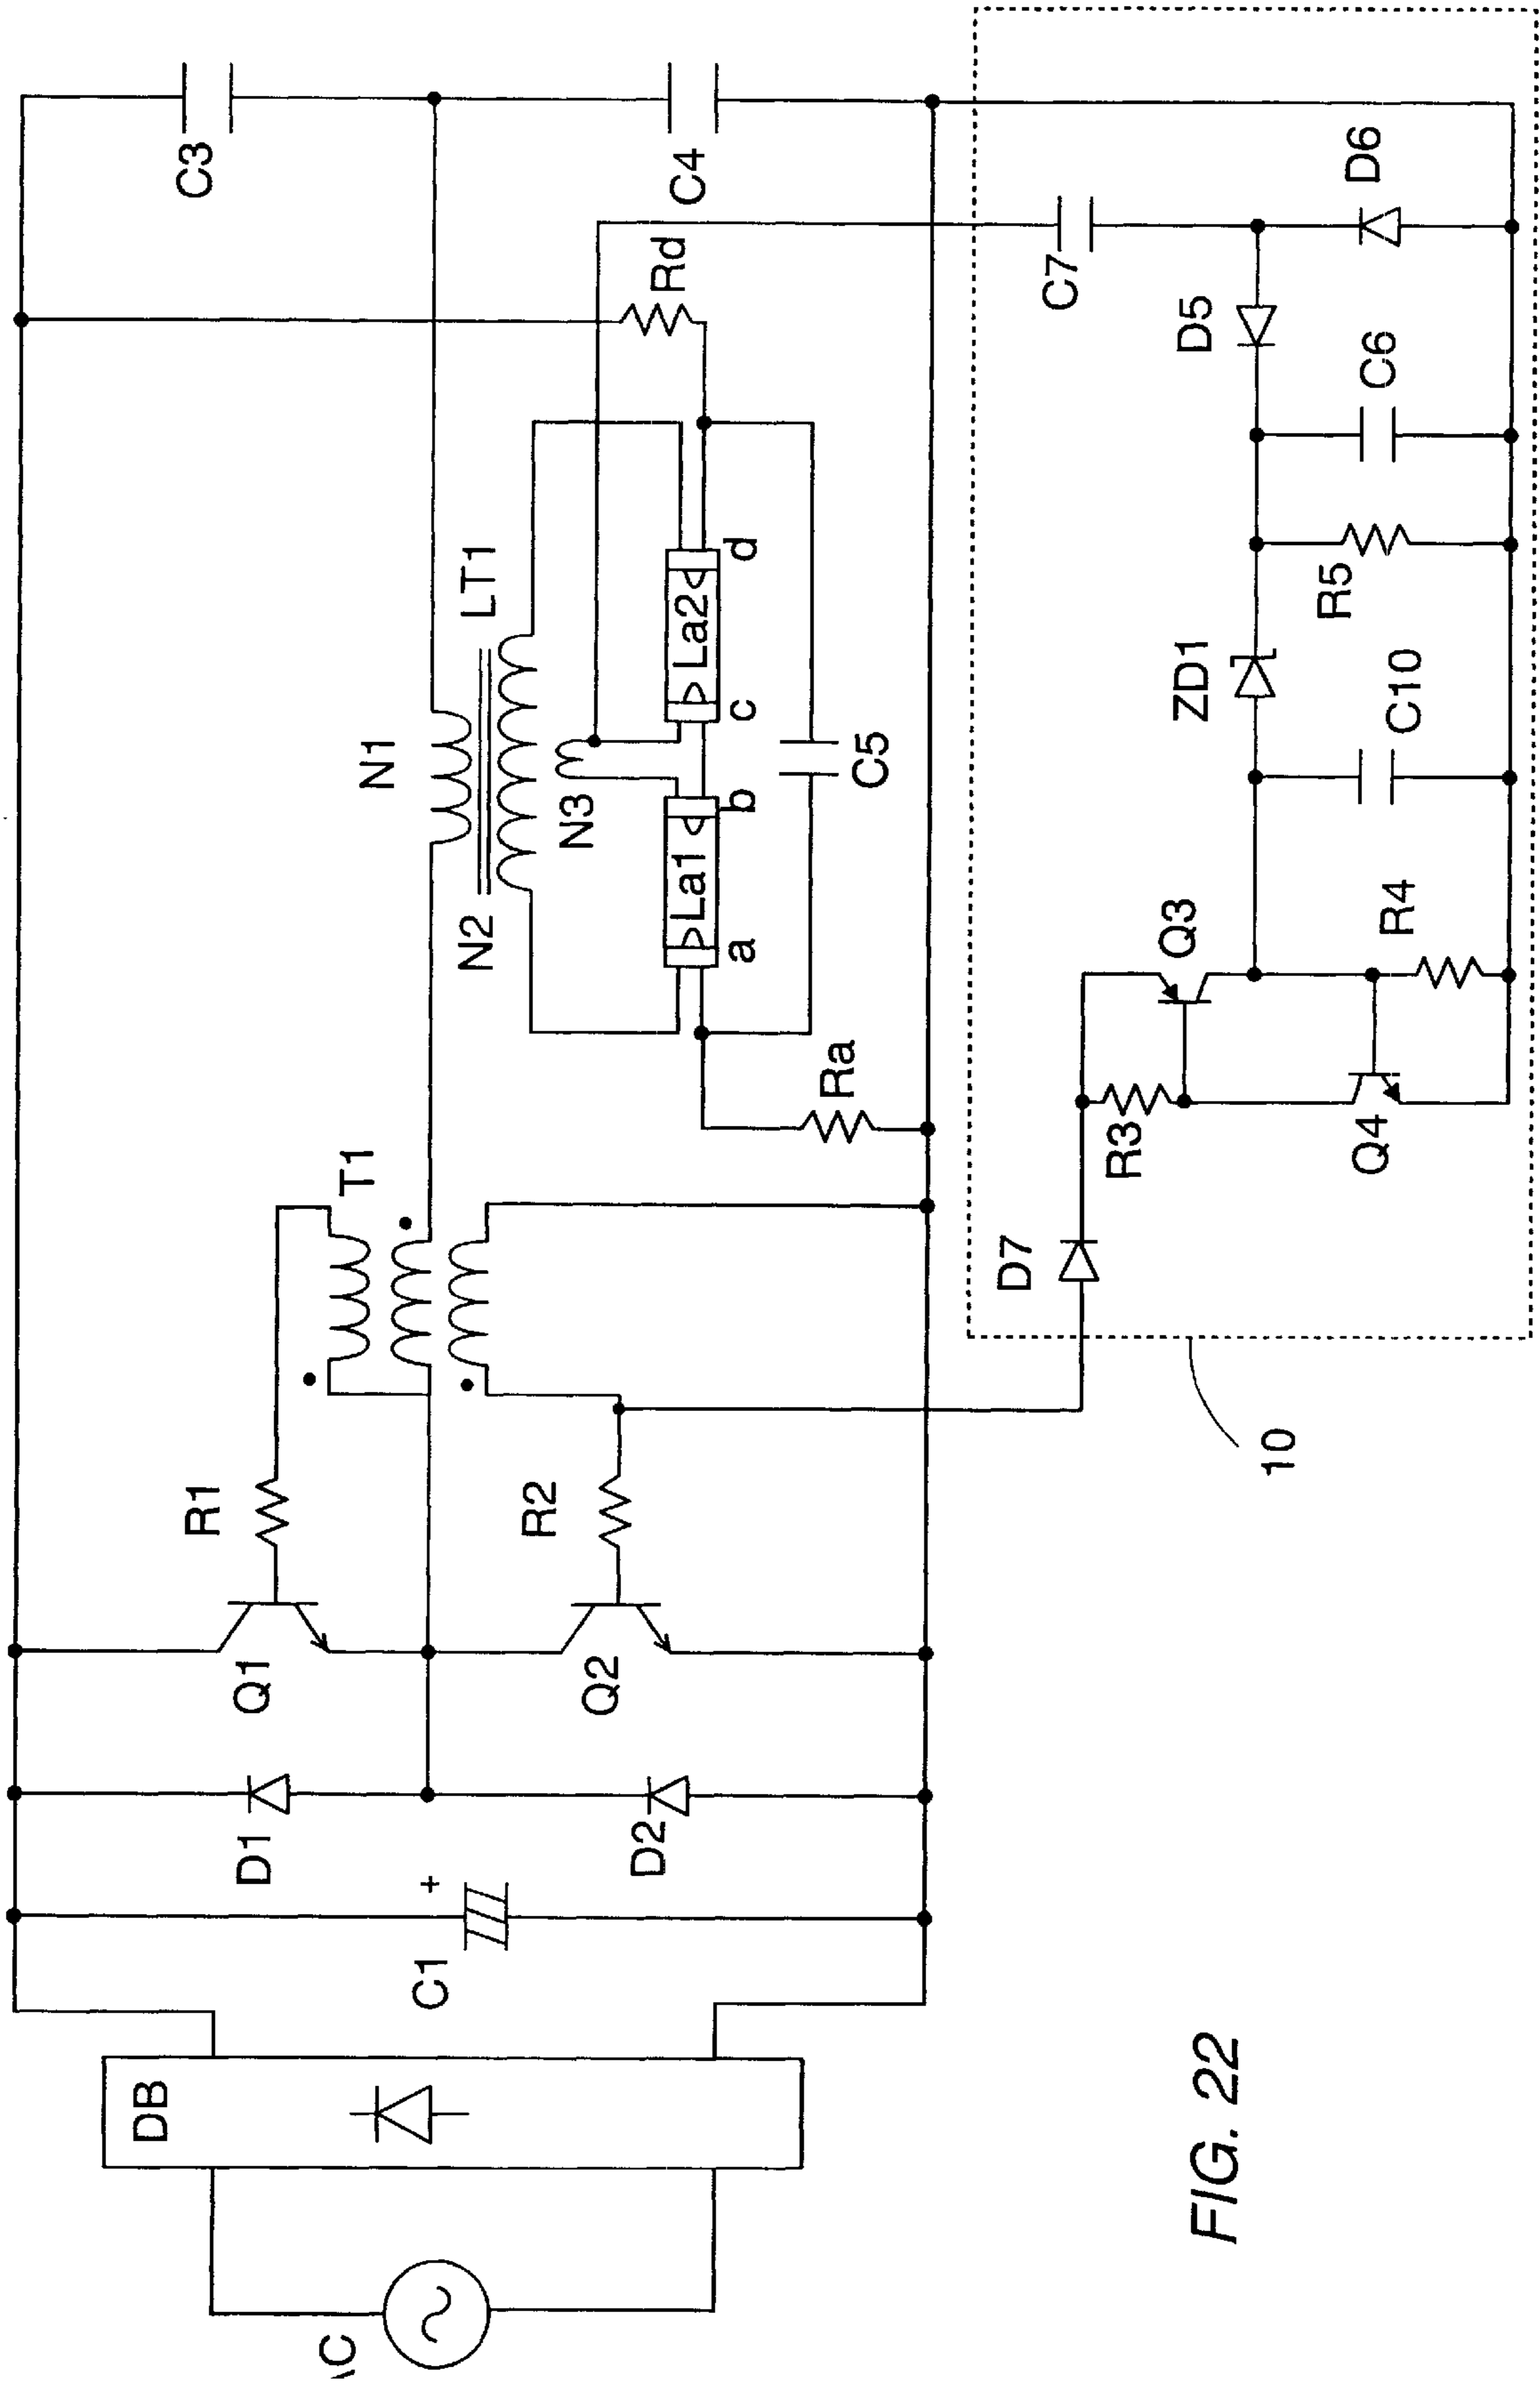 C3
C4
Rd
C7
D6
D5
C6
R5
ZD1
C10
N1
LT1
N2
N3
La2
d
c
La1
b
a
C5
Ra
Q3
R4
R3
Q4
D7
T1
10
R1
R2
Q1
Q2
D1
D2
+
C1
DB
FIG. 22